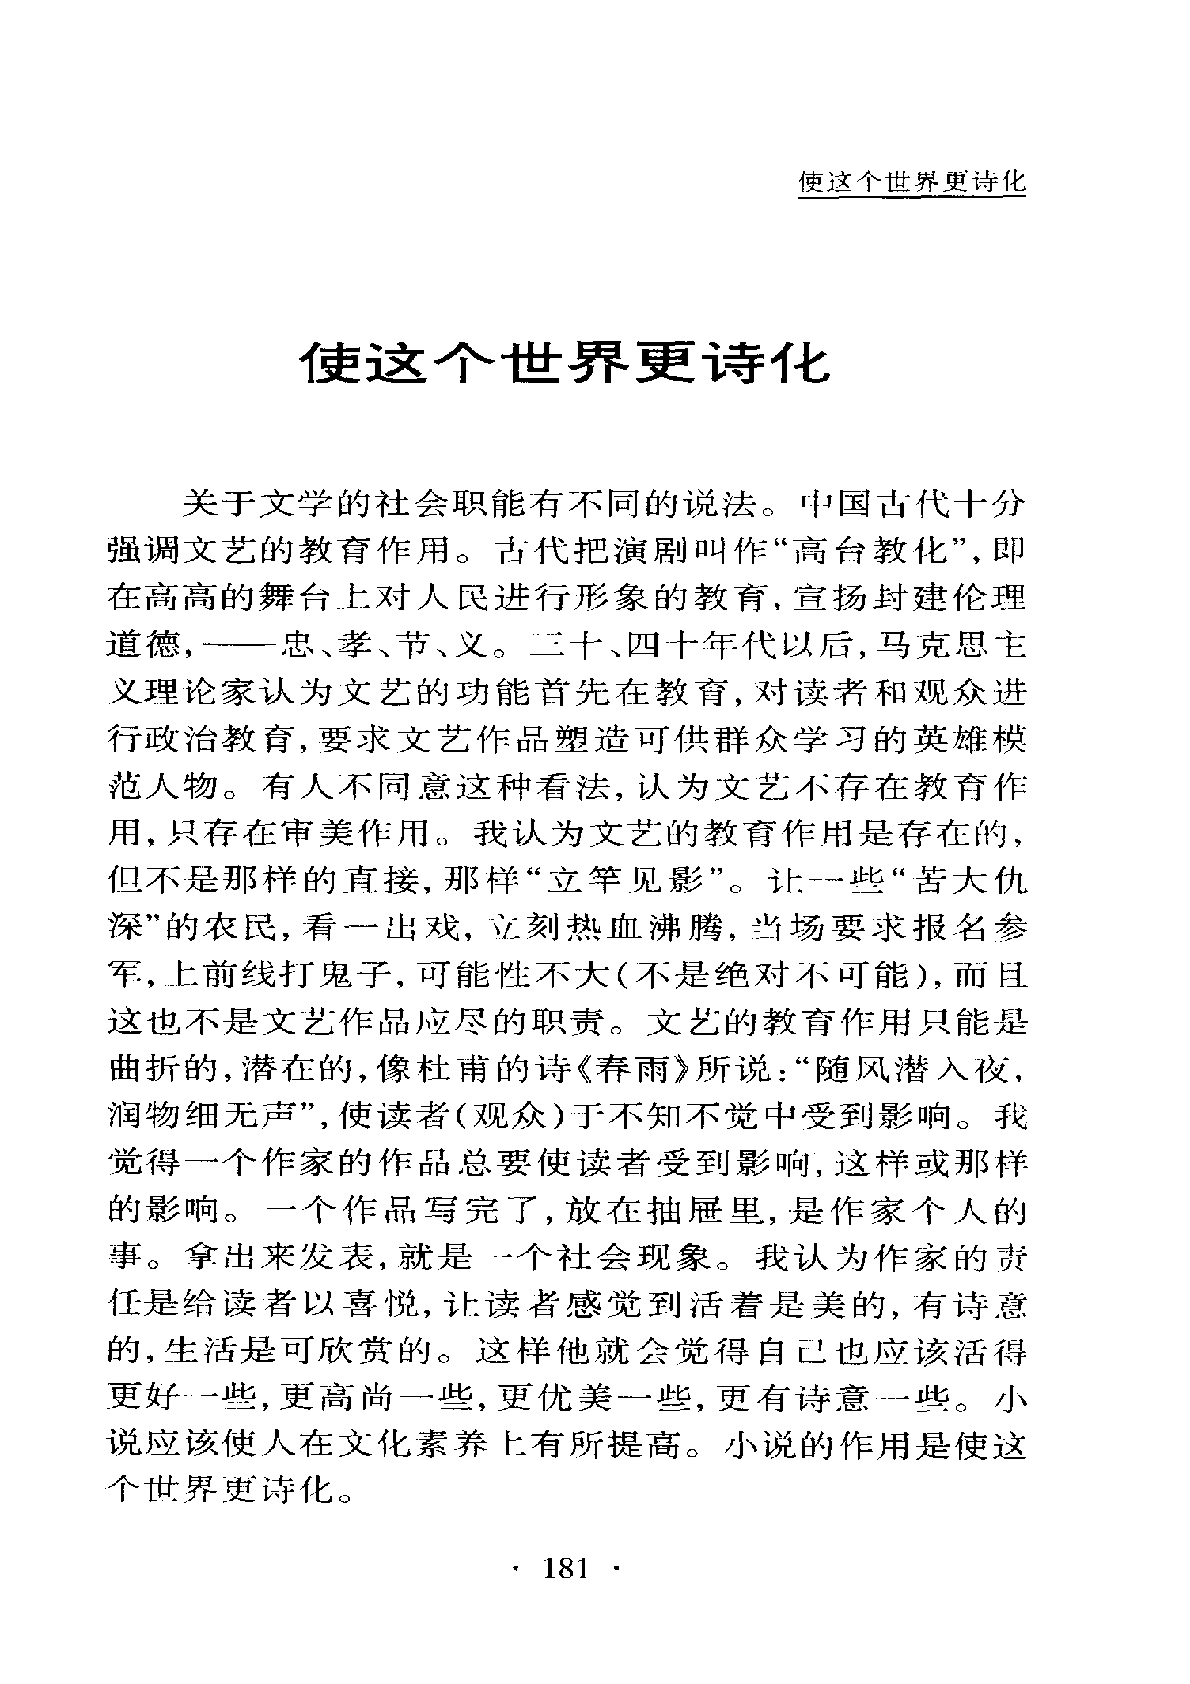 使这个世界更诗化
使这个世界更诗化
关于文学的社会职能有不同的说法。中国古代十分
强调文艺的教育作用。古代把演剧叫作“高台教化”,即
在高高的舞台上对人民进行形象的教育,宣扬封建伦理
道德,——忠、孝、节、义。三十、四十年代以后,马克思主
义理论家认为文艺的功能首先在教育,对读者和观众进
行政治教育,要求文艺作品塑造可供群众学习的英雄模
范人物。有人不同意这种看法,认为文艺不存在教育作
用,只存在审美作用。我认为文艺的教育作用是存在的,
但不是那样的直接,那样“立竿见影”。让一些“苦大仇
深”的农民,看一出戏,立刻热血沸腾,当场要求报名参
军,上前线打鬼子,可能性不大(不是绝对不可能),而且
这也不是文艺作品应尽的职责。文艺的教育作用只能是
曲折的,潜在的,像杜甫的诗《春雨》所说:“随风潜入夜,
润物细无声”,使读者(观众)于不知不觉中受到影响。我
觉得一个作家的作品总要使读者受到影响,这样或那样
的影响。一个作品写完了,放在抽屉里,是作家个人的
事。拿出来发表,就是一个社会现象。我认为作家的责
任是给读者以喜悦,让读者感觉到活着是美的,有诗意
的,生活是可欣赏的。这样他就会觉得自己也应该活得
更好一些,更高尚一些,更优美一些,更有诗意一些。小
说应该使人在文化素养上有所提高。小说的作用是使这
个世界更诗化。
· 181 ·